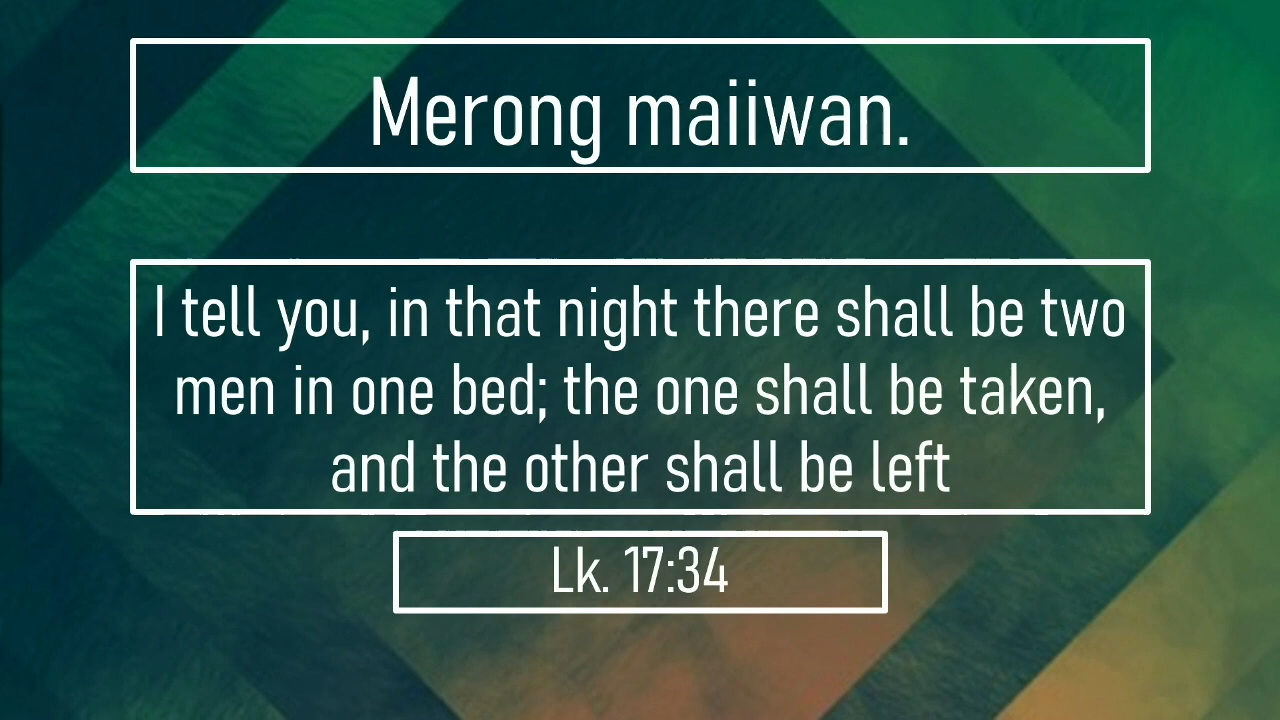 Merong maiiwan.
I tell you, in that night there shall be two
men in one bed; the one shall be taken,
and the other shall be left
Lk. 17:34